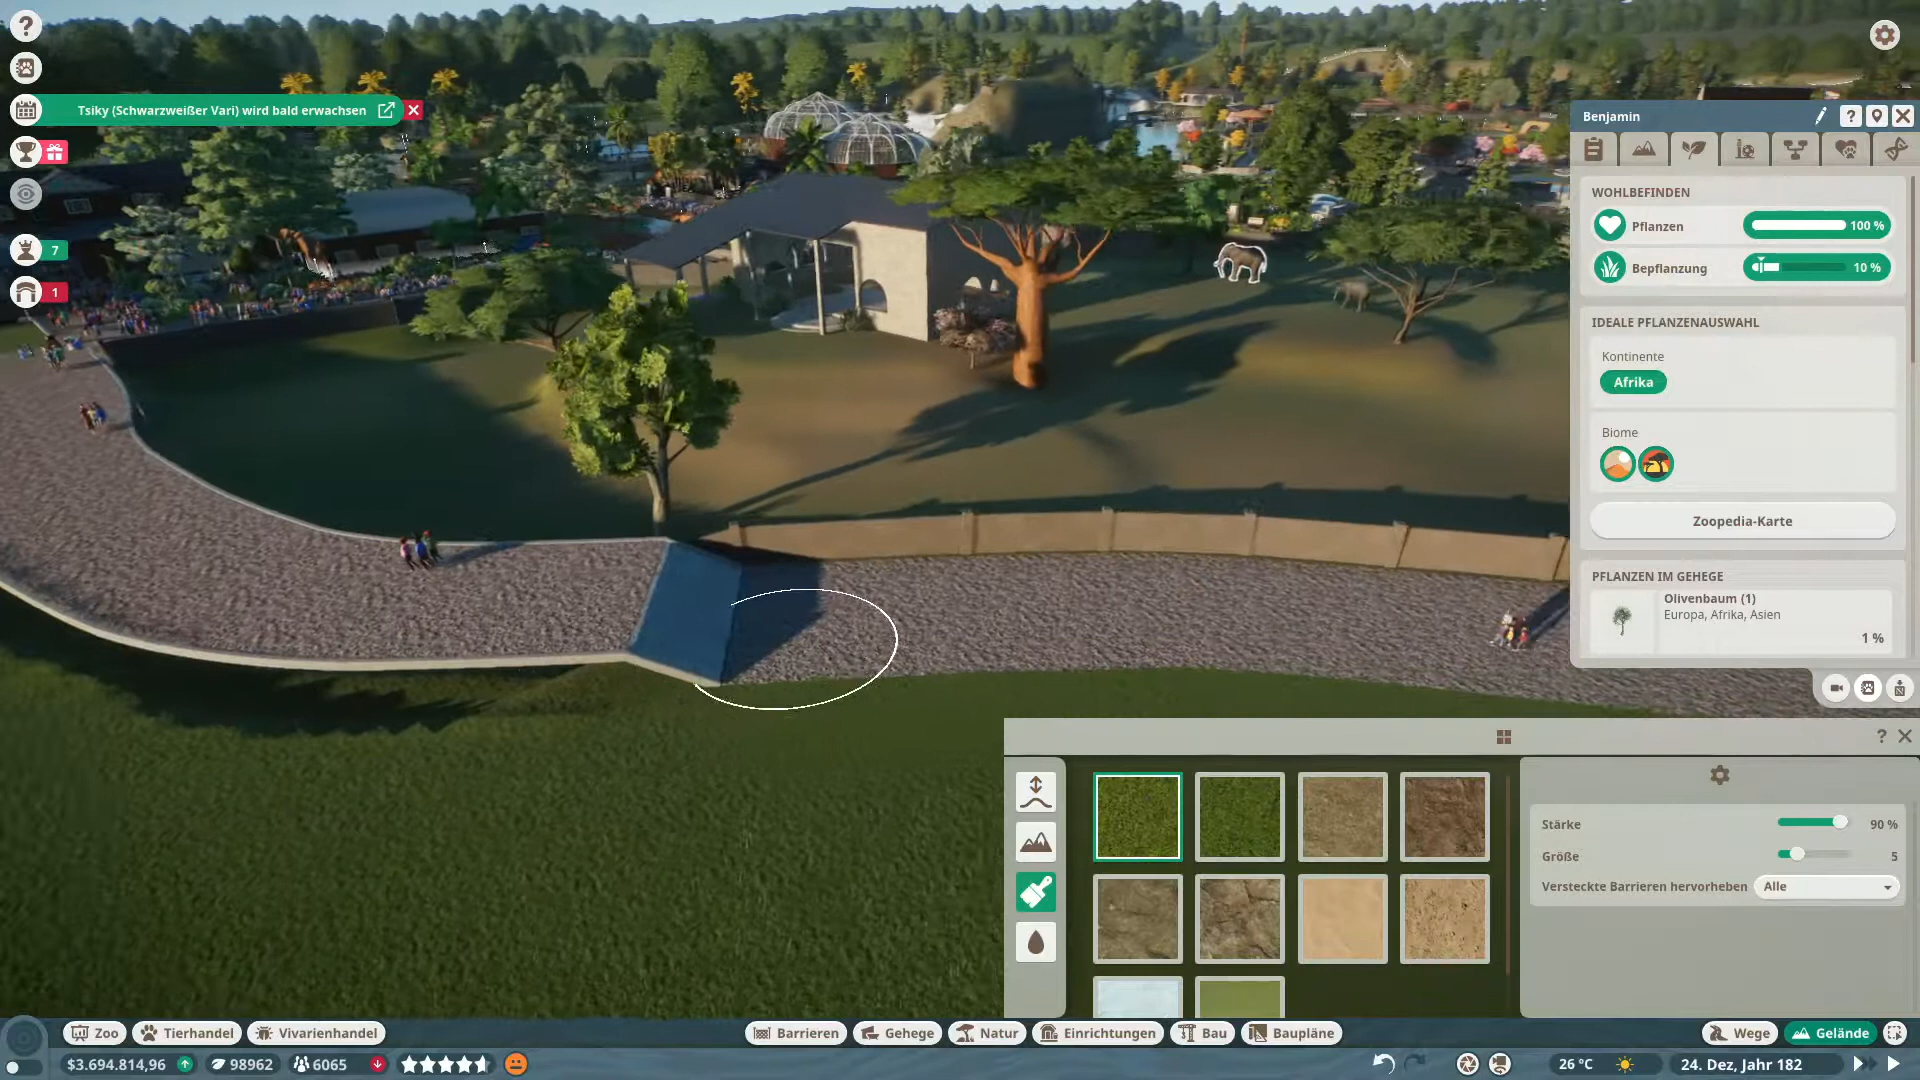 Tsiky (Schwarzweißer Vari) wird bald erwachsen
7
1
Benjamin
WOHLBEFINDEN
Pflanzen
100 %
Bepflanzung
10 %
IDEALE PFLANZENAUSWAHL
Kontinente
Afrika
Biome
Zoopedia-Karte
PFLANZEN IM GEHEGE
Olivenbaum (1)
Europa, Afrika, Asien
1 %
Stärke
90 %
Größe
5
Versteckte Barrieren hervorheben
Alle
Zoo
Tierhandel
Vivarienhandel
Barrieren
Gehege
Natur
Einrichtungen
Bau
Baupläne
Wege
Gelände
$3.694.814,96
98962
6065
26 °C
24. Dez, Jahr 182